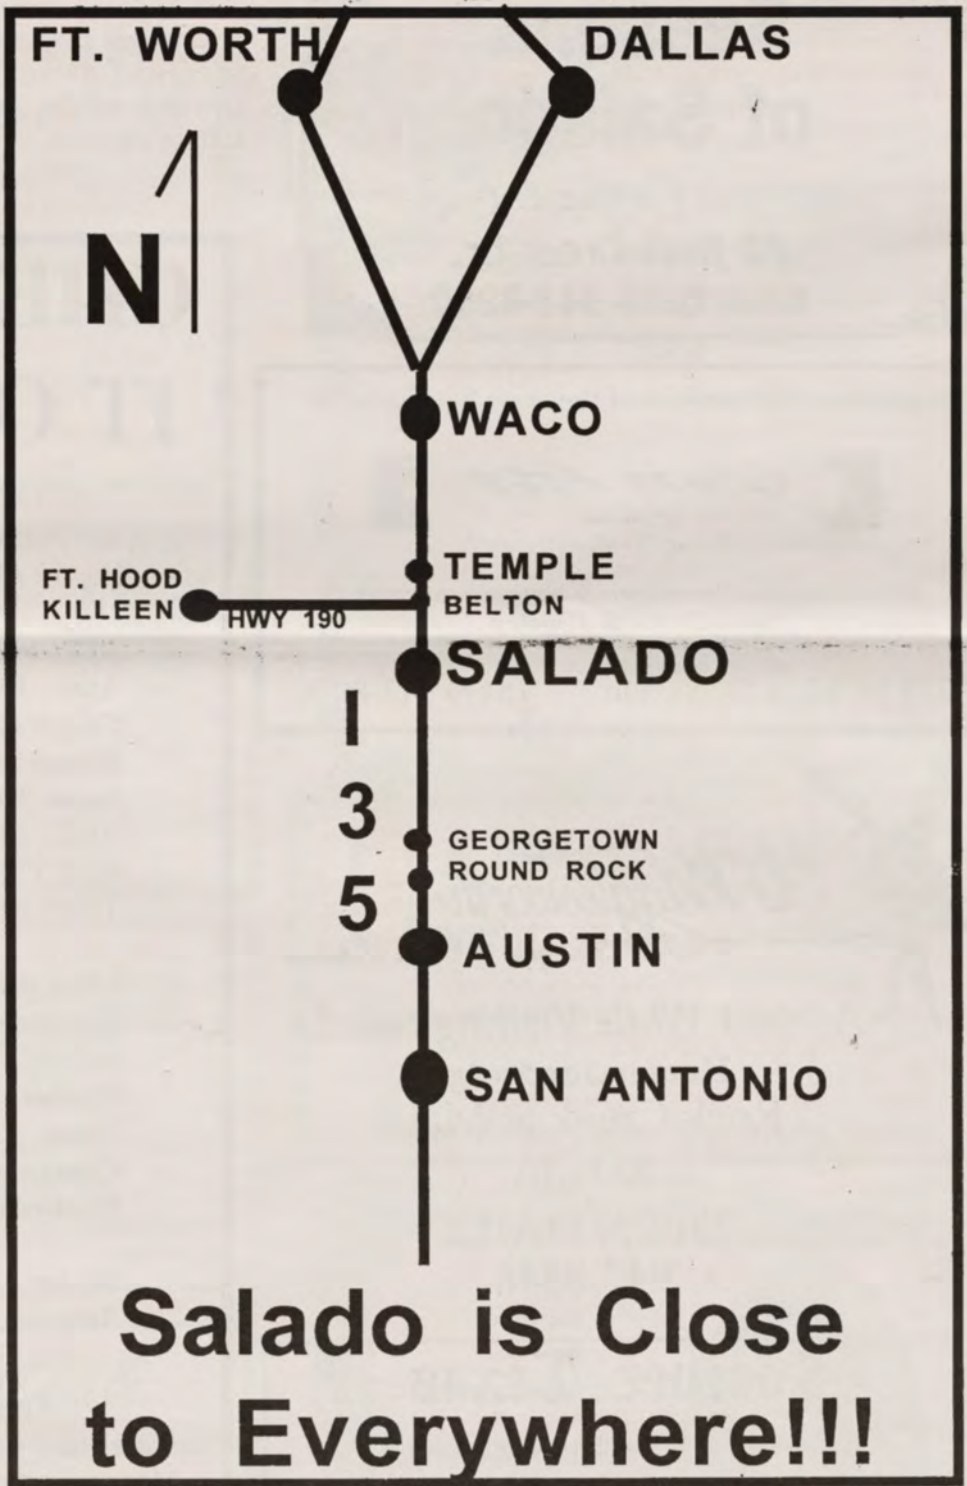 FT. WORTH
DALLAS
N
WACO
TEMPLE
FT. HOOD
KILLEEN
HWY 190
BELTON
SALADO
I
3
5
GEORGETOWN
ROUND ROCK
AUSTIN
SAN ANTONIO
Salado is Close
to Everywhere!!!